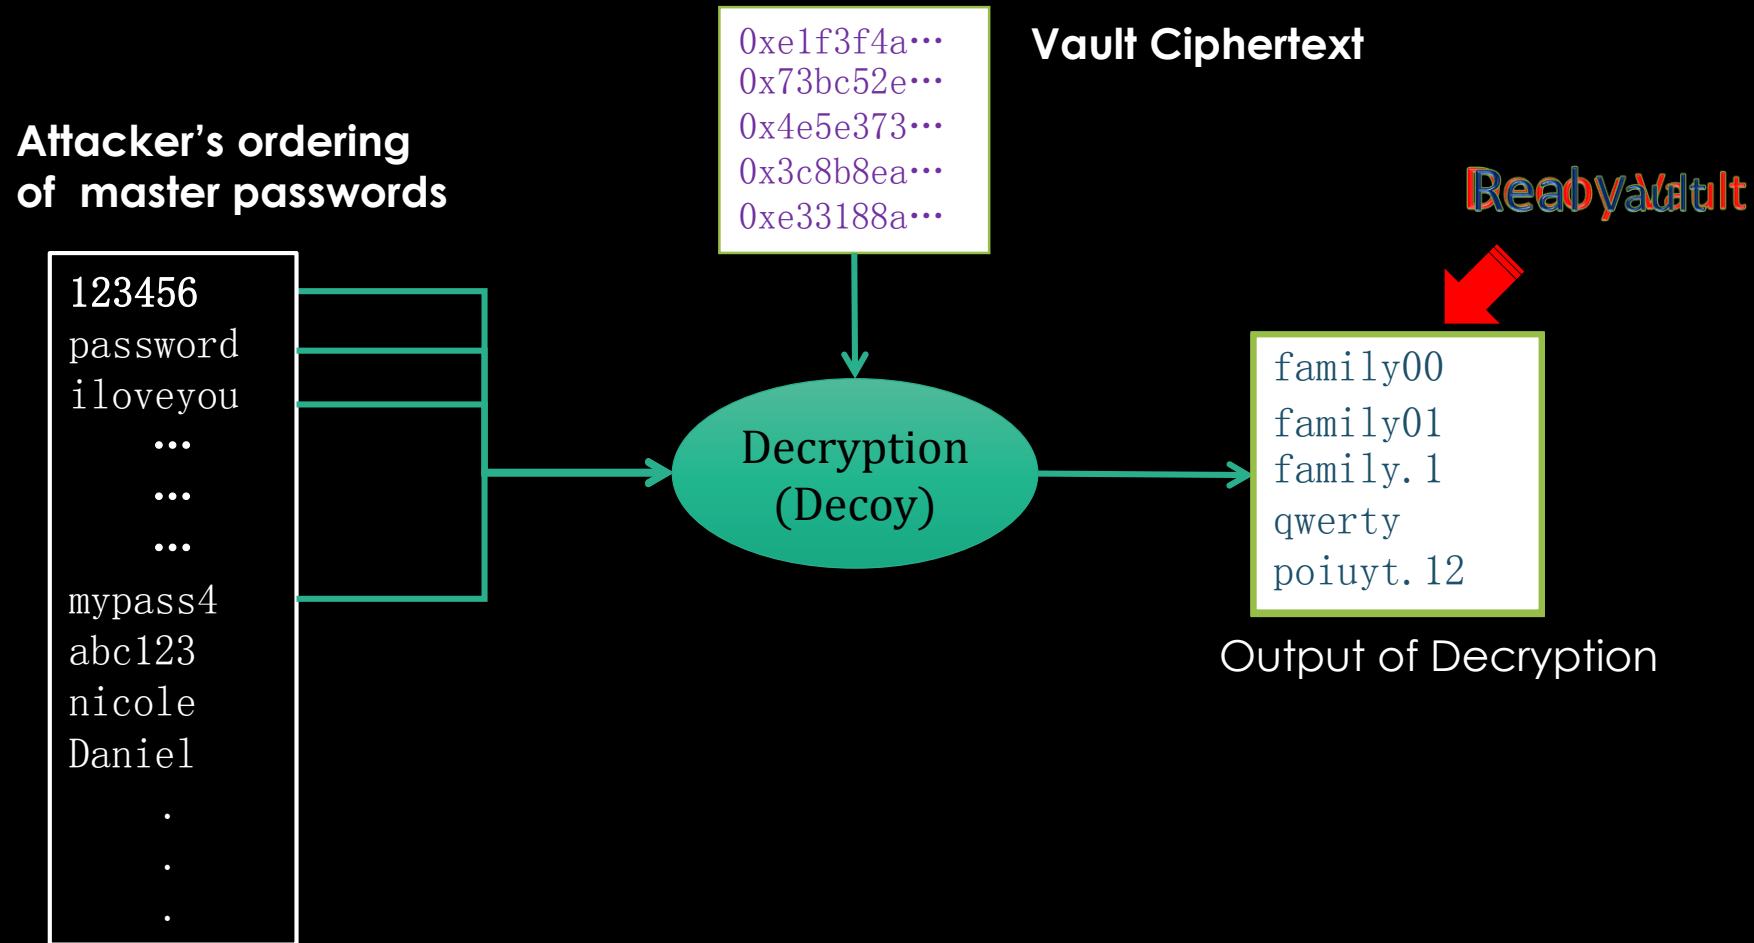 0xe1f3f4a…
0x73bc52e…
0x4e5e373…
0x3c8b8ea…
0xe33188a…
Vault Ciphertext
Attacker’s ordering
of master passwords
123456
password
iloveyou
...
...
...
mypass4
abc123
nicole
Daniel
.
.
.
Decryption
(Decoy)
family00
family01
family.1
qwerty
poiuyt.12
Output of Decryption